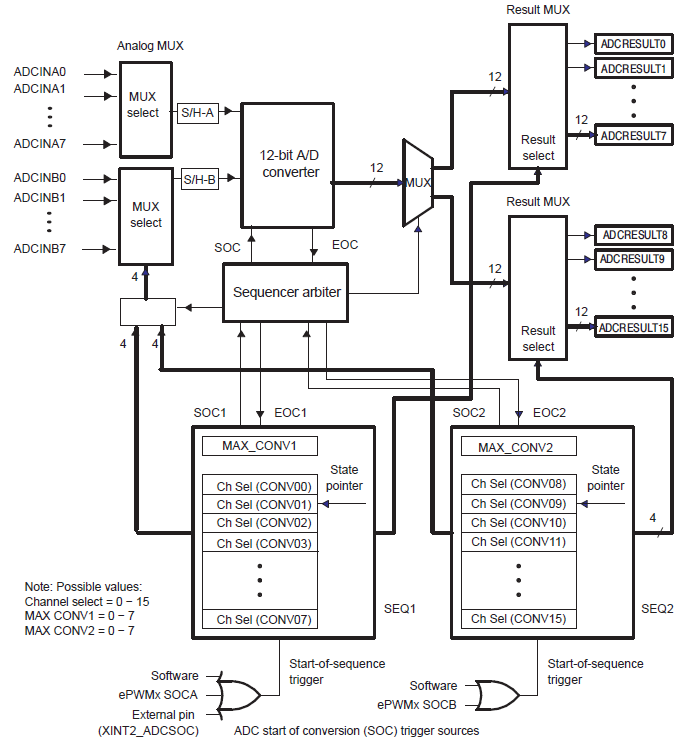 Result MUX
Analog MUX
ADCINA0
ADCINA1
ADCINA7
MUX
select
S/H-A
ADCINB0
ADCINB1
ADCINB7
MUX
select
S/H-B
12-bit A/D
converter
12
MUX
12
Result
select
12
ADCRESULT0
ADCRESULT1
ADCRESULT7
Result MUX
12
Result
select
12
ADCRESULT8
ADCRESULT9
ADCRESULT15
SOC
EOC
4
Sequencer arbiter
4
4
SOC1
EOC1
SOC2
EOC2
MAX_CONV1
Ch Sel (CONV00)
Ch Sel (CONV01)
Ch Sel (CONV02)
Ch Sel (CONV03)
Ch Sel (CONV07)
State
pointer
SEQ1
MAX_CONV2
Ch Sel (CONV08)
Ch Sel (CONV09)
Ch Sel (CONV10)
Ch Sel (CONV11)
Ch Sel (CONV15)
State
pointer
4
SEQ2
Note: Possible values:
Channel select = 0 − 15
MAX CONV1 = 0 − 7
MAX CONV2 = 0 − 7
Software
ePWMx SOCA
External pin
(XINT2_ADCSOC)
Start-of-sequence
trigger
Software
ePWMx SOCB
Start-of-sequence
trigger
ADC start of conversion (SOC) trigger sources